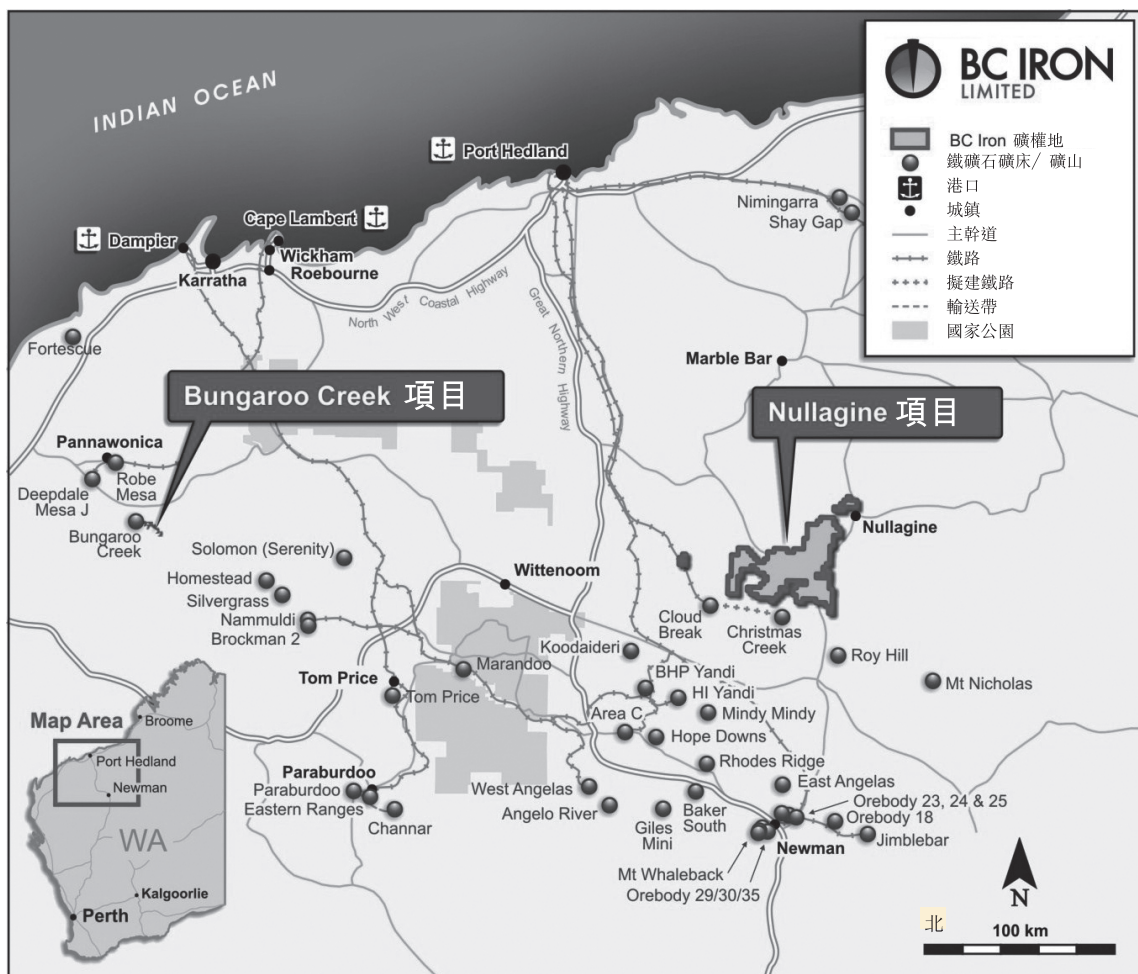 INDIAN OCEAN
BC IRON
LIMITED
BC Iron 礦權地
鐵礦石礦床/ 礦山
港口
城鎮
主幹道
鐵路
擬建鐵路
輸送帶
國家公園
Port Hedland
Nimingarra
Shay Gap
Cape Lambert
Dampier
Wickham
Roebourne
Karratha
North West Coastal Highway
Great Northern Highway
Fortescue
Marble Bar
Bungaroo Creek 項目
Nullagine 項目
Pannawonica
Robe
Mesa
Deepdale
Mesa J
Bungaroo
Creek
Nullagine
Solomon (Serenity)
Homestead
Silvergrass
Nammuldi
Brockman 2
Wittenoom
Cloud
Break
Christmas
Creek
Koodaideri
Roy Hill
Mt Nicholas
Marandoo
BHP Yandi
HI Yandi
Mindy Mindy
Tom Price
Tom Price
Area C
Hope Downs
Rhodes Ridge
Paraburdoo
Paraburdoo
Eastern Ranges
Channar
West Angelas
Angelo River
Giles
Mini
Baker
South
East Angelas
Orebody 23, 24 & 25
Orebody 18
Jimblebar
Newman
Mt Whaleback
Orebody 29/30/35
Map Area
Broome
Port Hedland
Newman
WA
Kalgoorlie
Perth
N
北
100 km